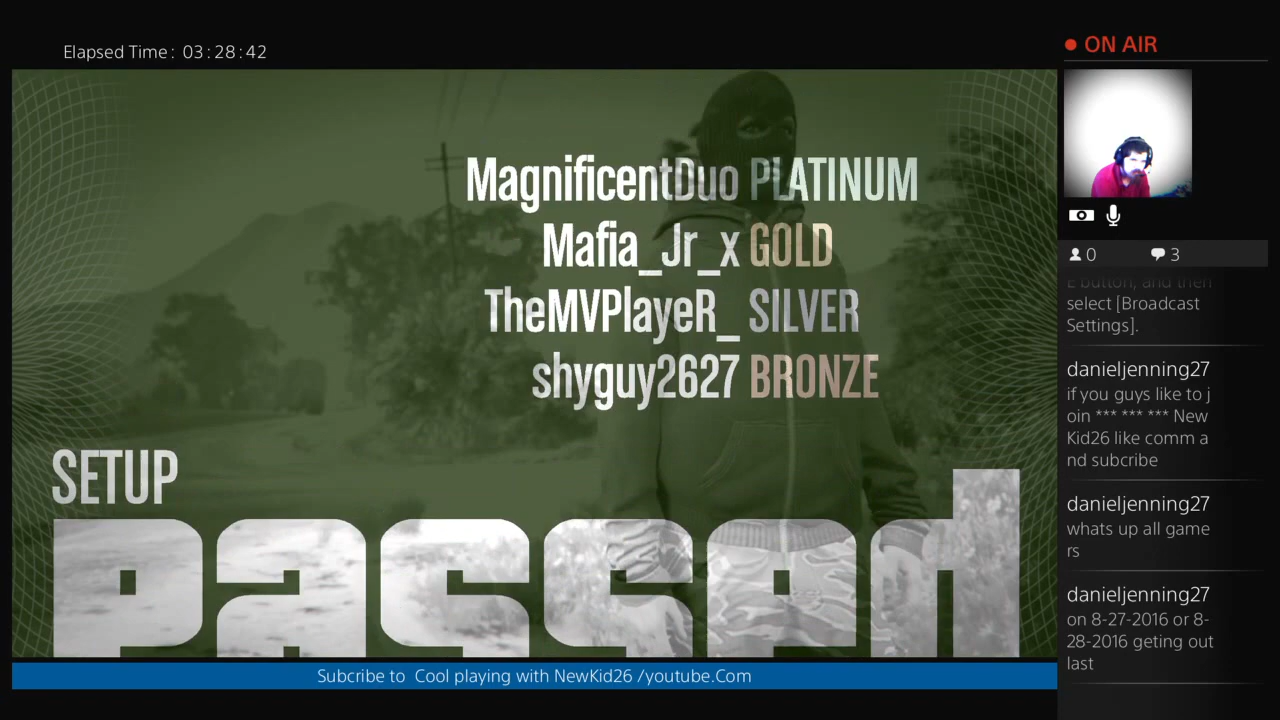 Elapsed Time: 03:28:42
ON AIR
MagnificentDuo PLATINUM
Mafia_Jr_x GOLD
TheMVPlayeR_ SILVER
shyguy2627 BRONZE
SETUP
passed
Subcribe to Cool playing with NewKid26 /youtube.Com
0 3
E button, and then
select [Broadcast
Settings].
danieljenning27
if you guys like to j
oin *** *** *** New
Kid26 like comm a
nd subcribe
danieljenning27
whats up all game
rs
danieljenning27
on 8-27-2016 or 8-
28-2016 geting out
last